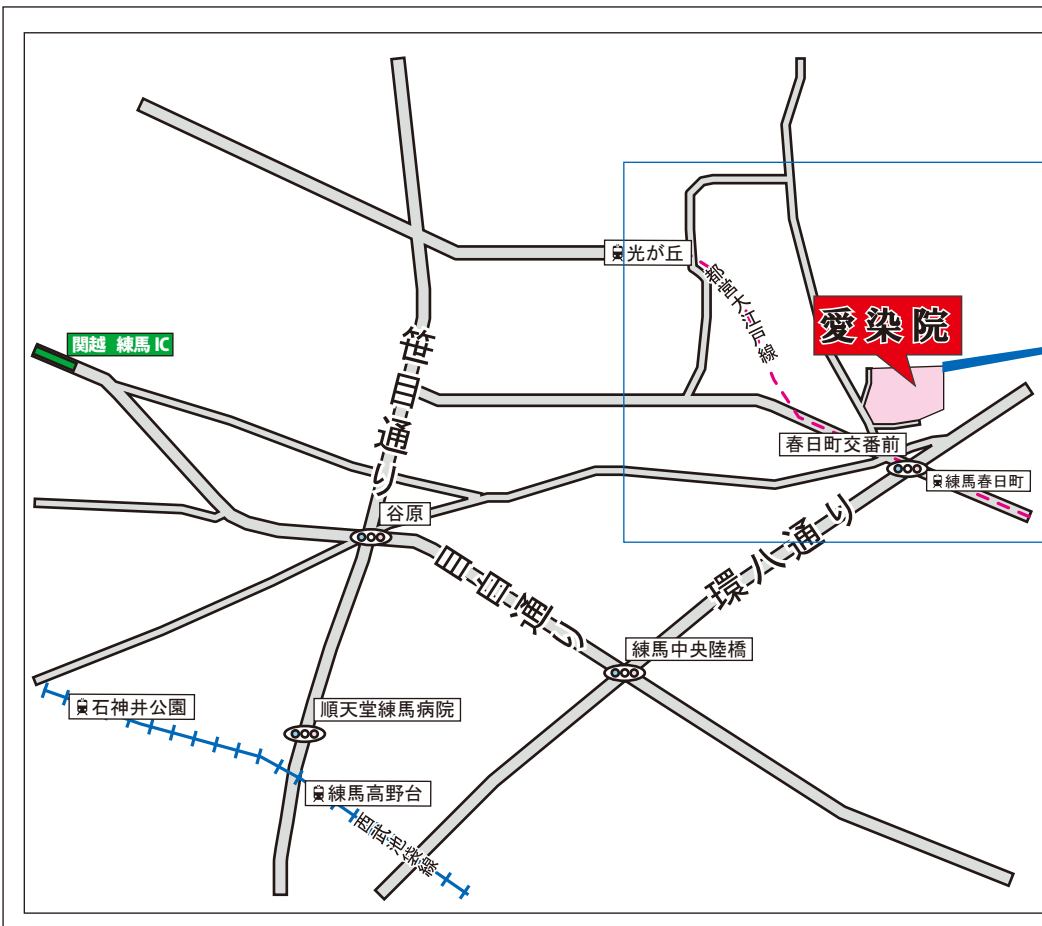 光が丘
都営大江戸線
愛染院
関越 練馬IC
笹目通り
春日町交番前
練馬春日町
谷原
目白通り
環八通り
練馬中央陸橋
石神井公園
順天堂練馬病院
練馬高野台
西武池袋線